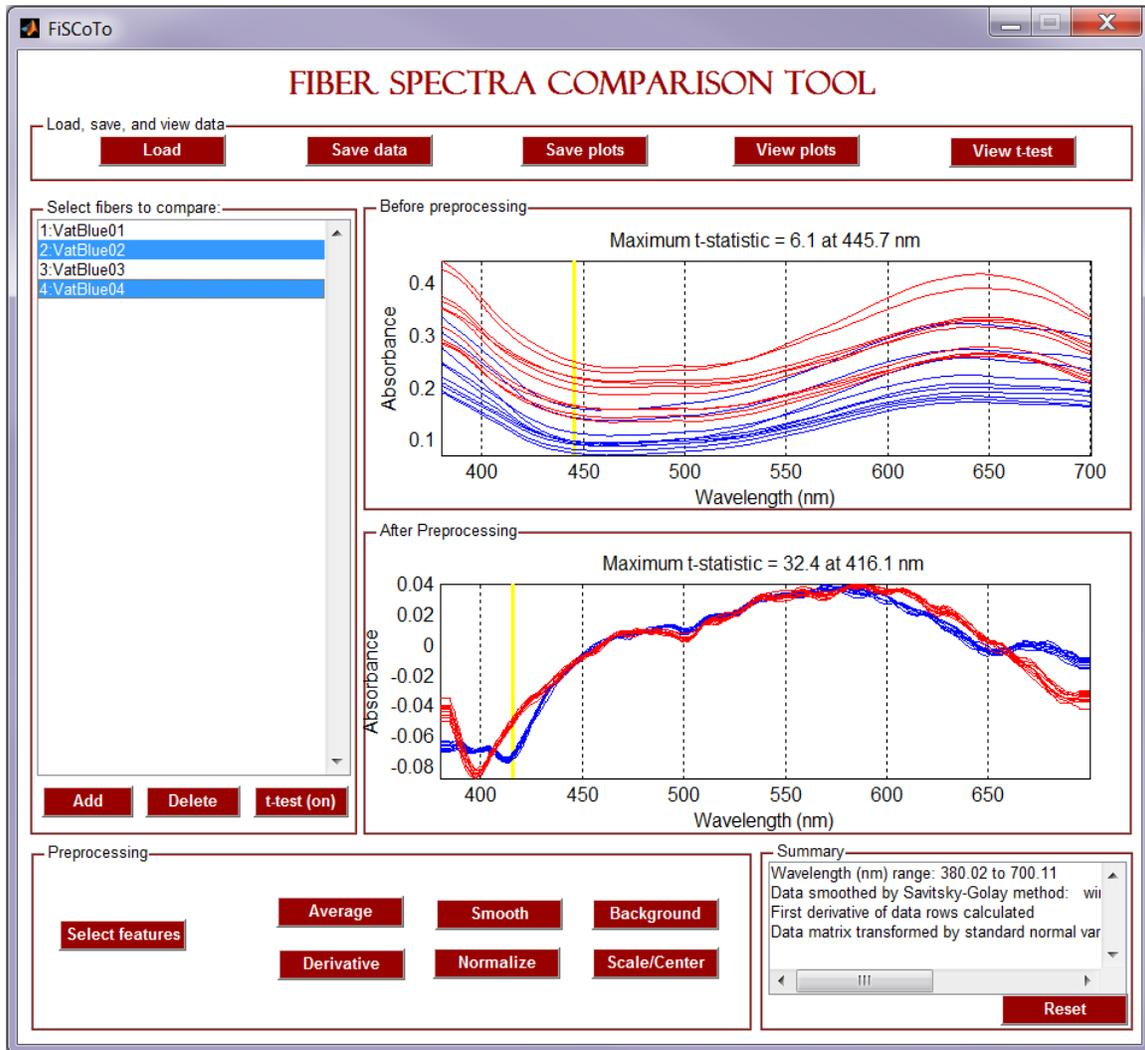 FiSCoTo
FIBER SPECTRA COMPARISON TOOL
Load, save, and view data
Load Save data Save plots View plots View t-test
Select fibers to compare:
1:VatBlue01
2:VatBlue02
3:VatBlue03
4:VatBlue04
Add Delete t-test (on)
Before preprocessing
Maximum t-statistic = 6.1 at 445.7 nm
Absorbance
0.4
0.3
0.2
0.1
400 450 500 550 600 650 700
Wavelength (nm)
After Preprocessing
Maximum t-statistic = 32.4 at 416.1 nm
Absorbance
0.04
0.02
0
-0.02
-0.04
-0.06
-0.08
400 450 500 550 600 650
Wavelength (nm)
Preprocessing
Select features
Average Smooth Background
Derivative Normalize Scale/Center
Summary
Wavelength (nm) range: 380.02 to 700.11
Data smoothed by Savitsky-Golay method: wi
First derivative of data rows calculated
Data matrix transformed by standard normal var
Reset